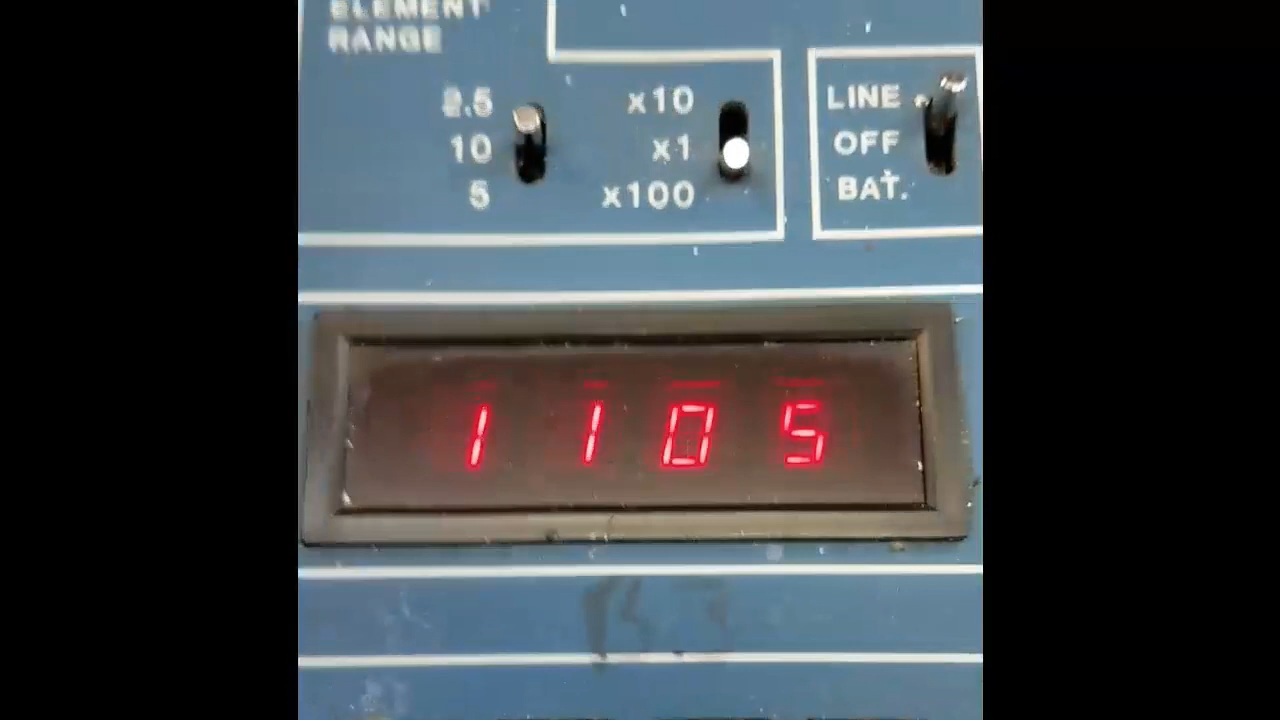 ELEMENT
RANGE
2.5 x10 LINE
10 x1 OFF
5 x100 BAT.
1105